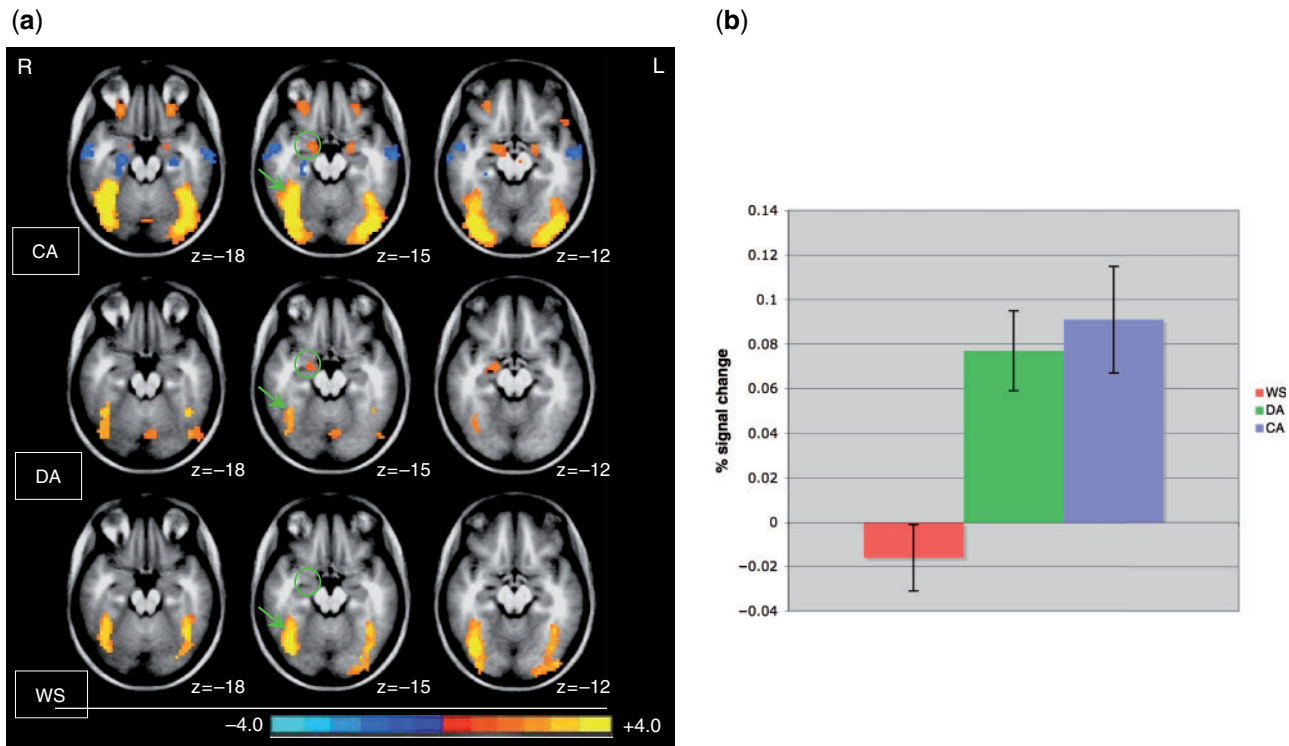 (a)
R
L
CA
z=−18
z=−15
z=−12
DA
z=−18
z=−15
z=−12
WS
z=−18
z=−15
z=−12
−4.0
+4.0
(b)
% signal change
0.14
0.12
0.1
0.08
0.06
0.04
0.02
0
−0.02
−0.04
WS
DA
CA